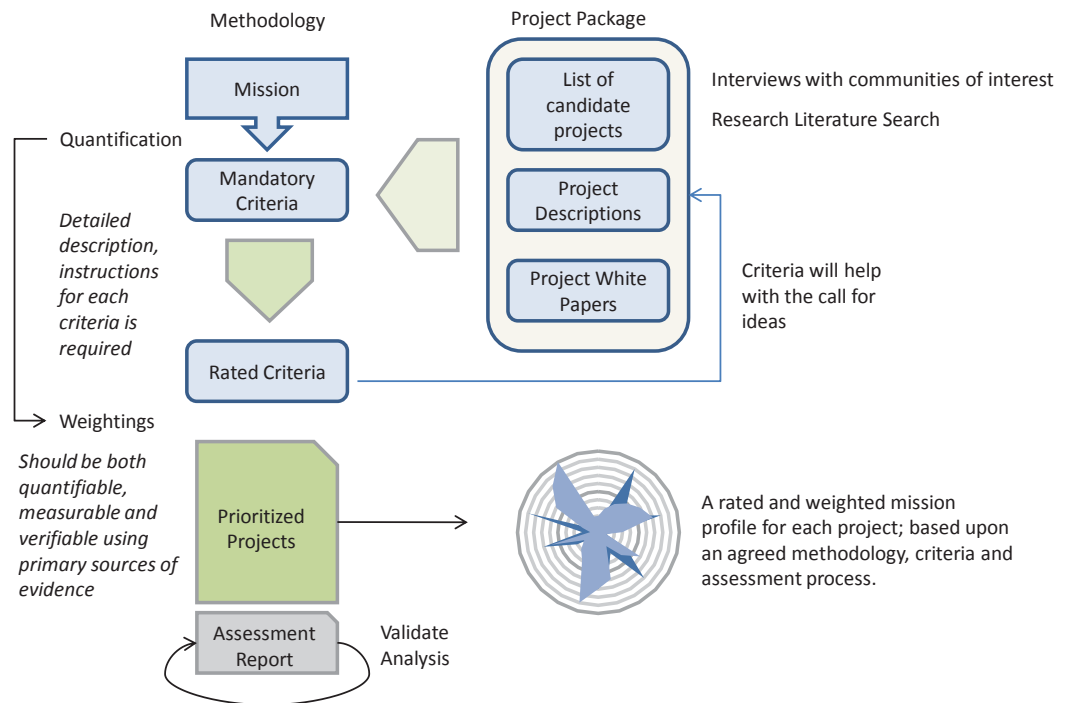 Methodology
Project Package
Mission
List of
candidate
projects
Interviews with communities of interest
Research Literature Search
Quantification
Mandatory
Criteria
Project
Descriptions
Detailed
description,
instructions
for each
criteria is
required
Project White
Papers
Criteria will help
with the call for
ideas
Rated Criteria
Weightings
Should be both
quantifiable,
measurable and
verifiable using
primary sources of
evidence
Prioritized
Projects
A rated and weighted mission
profile for each project; based upon
an agreed methodology, criteria and
assessment process.
Assessment
Report
Validate
Analysis